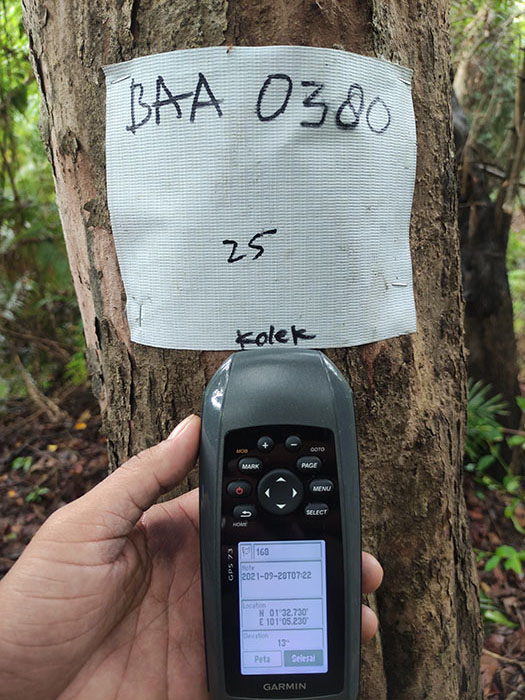 BAA 0380
25
Kolek
MOB
GOTO
MARK
PAGE
MENU
HOME
SELECT
GPS 73
168
Note
2021-09-28T07:22
Location
N 01°32.730'
E 101°05.230'
Elevation
13m
Peta
Selesai
GARMIN